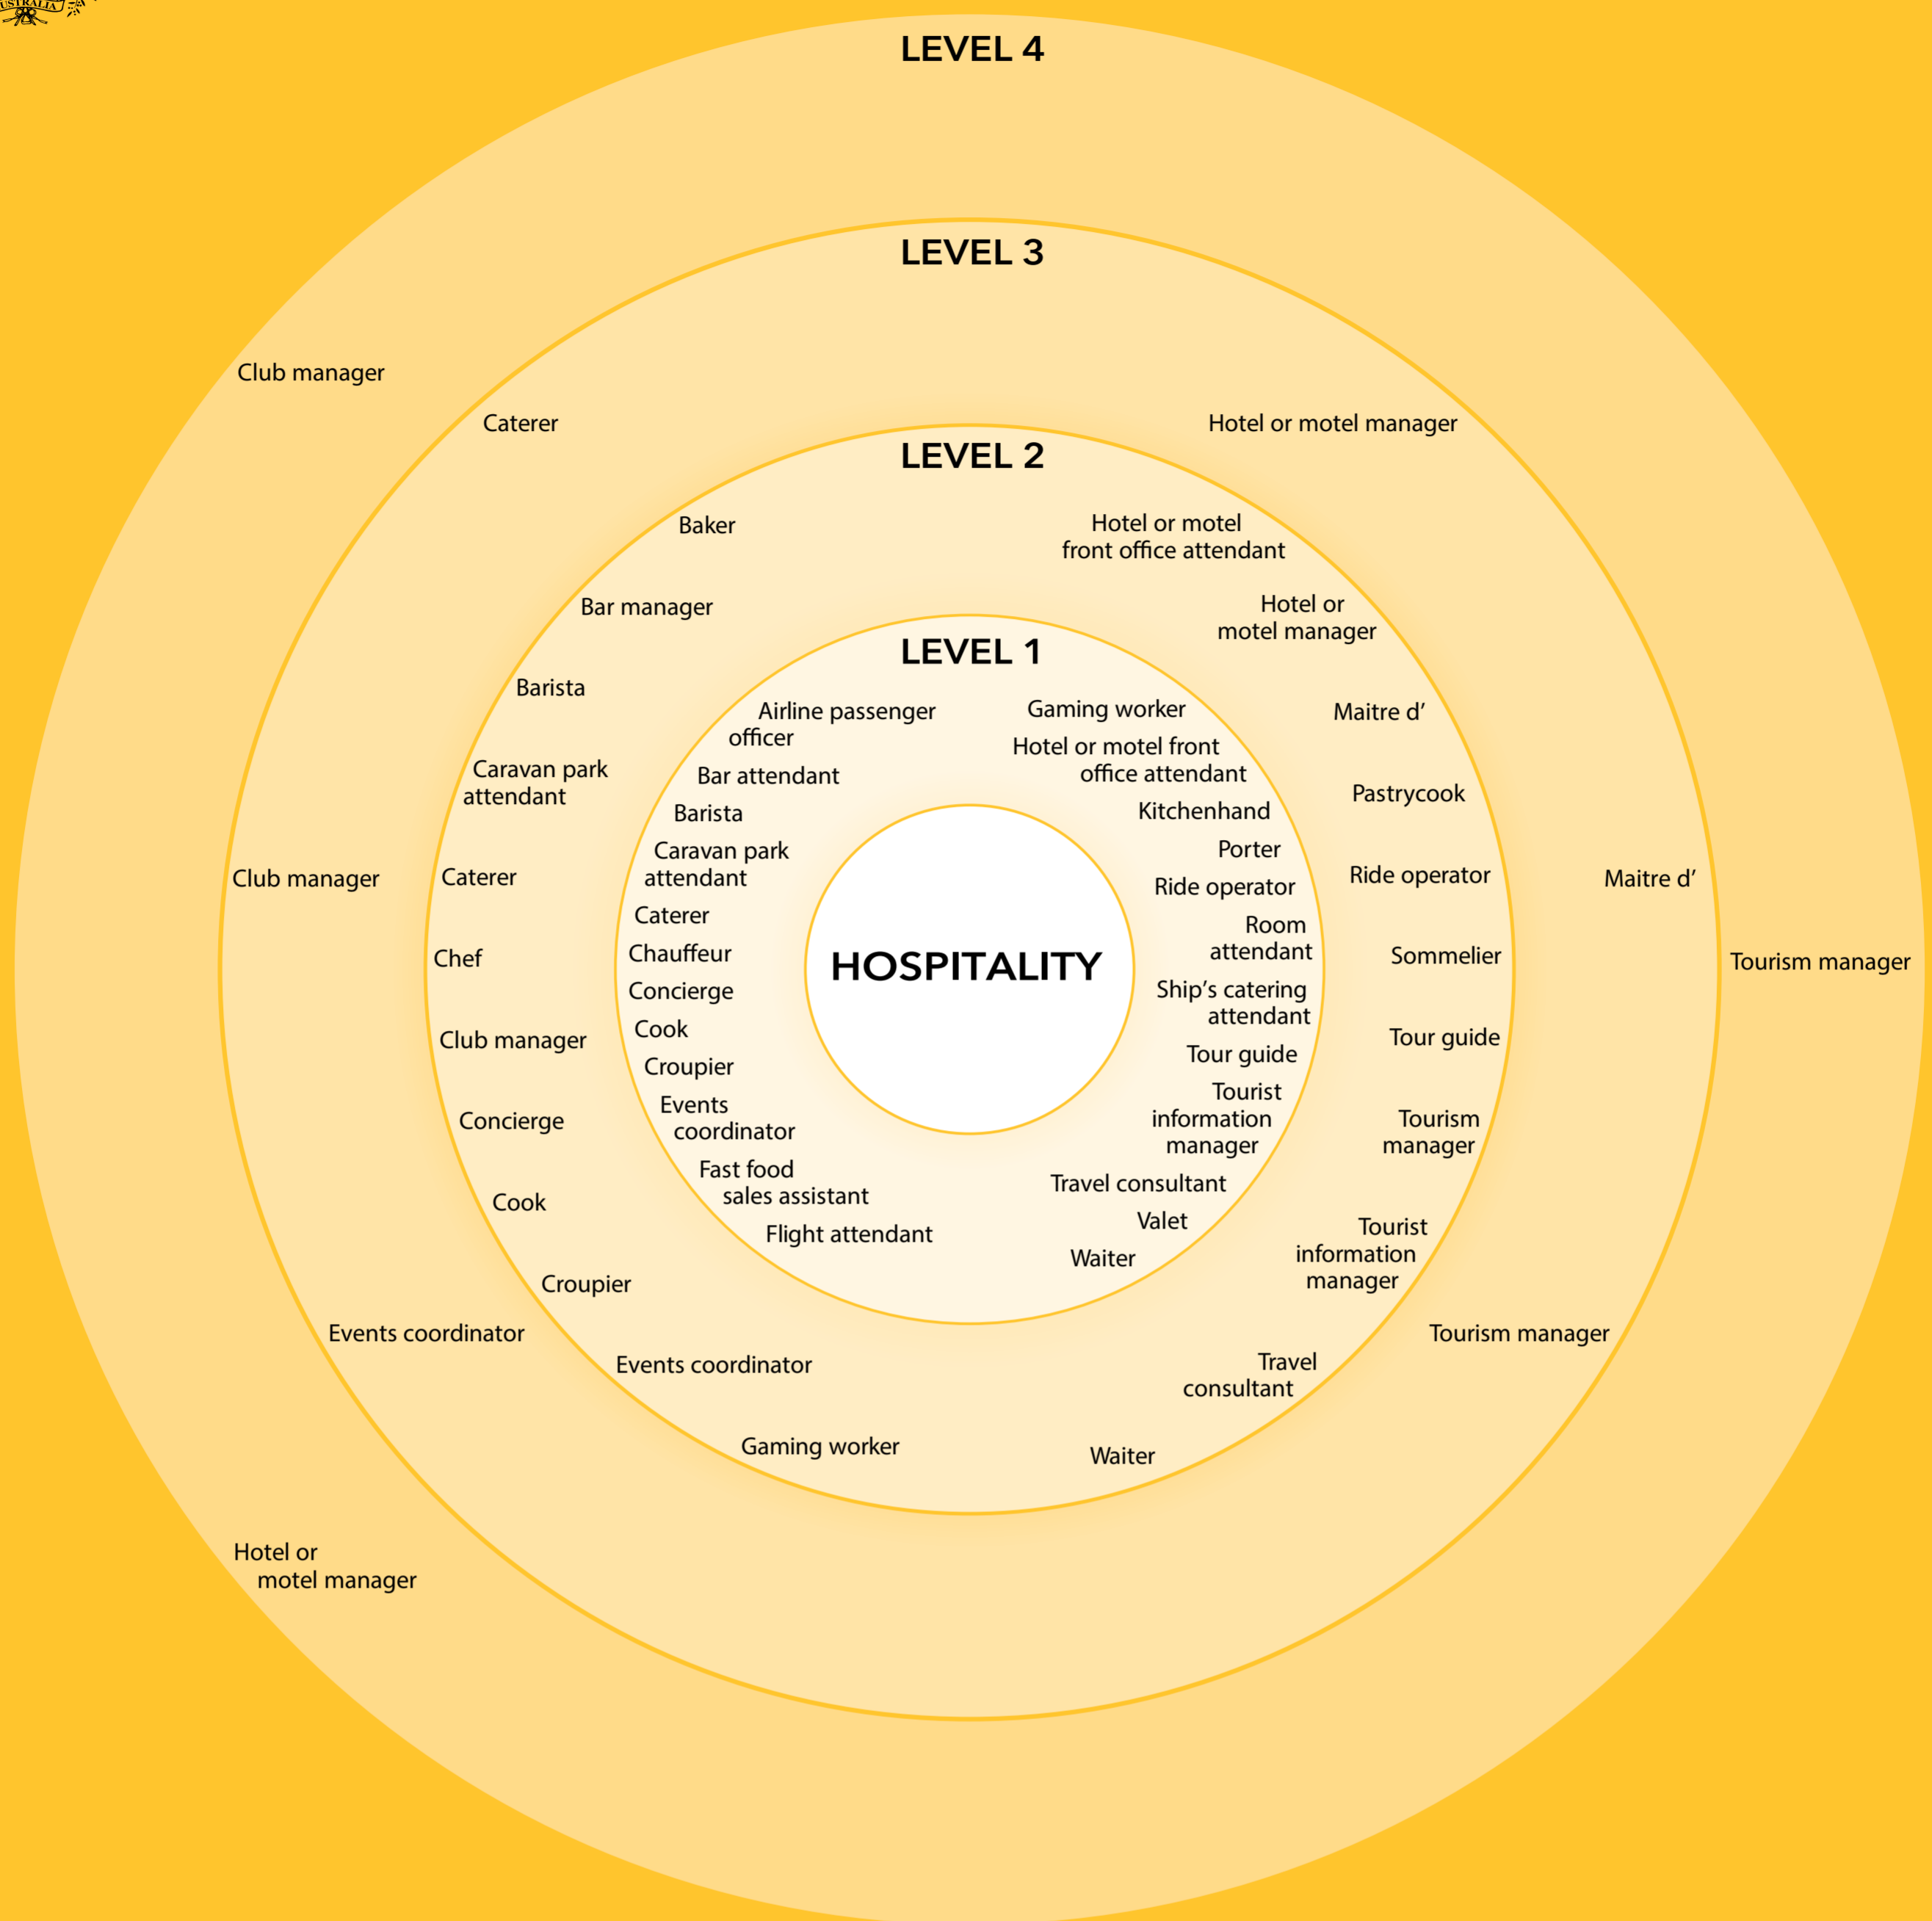 USTRALIA
LEVEL 4
Club manager
Hotel or
motel manager
Tourism manager
LEVEL 3
Caterer
Club manager
Events coordinator
Hotel or motel manager
Maitre d’
Tourism manager
LEVEL 2
Baker
Bar manager
Barista
Caravan park
attendant
Caterer
Chef
Club manager
Concierge
Cook
Croupier
Events coordinator
Gaming worker
Hotel or motel
front office attendant
Hotel or
motel manager
Maitre d’
Pastrycook
Ride operator
Sommelier
Tour guide
Tourism
manager
Tourist
information
manager
Travel
consultant
Waiter
LEVEL 1
Airline passenger
officer
Bar attendant
Barista
Caravan park
attendant
Caterer
Chauffeur
Concierge
Cook
Croupier
Events
coordinator
Fast food
sales assistant
Flight attendant
Gaming worker
Hotel or motel front
office attendant
Kitchenhand
Porter
Ride operator
Room
attendant
Ship’s catering
attendant
Tour guide
Tourist
information
manager
Travel consultant
Valet
Waiter
HOSPITALITY